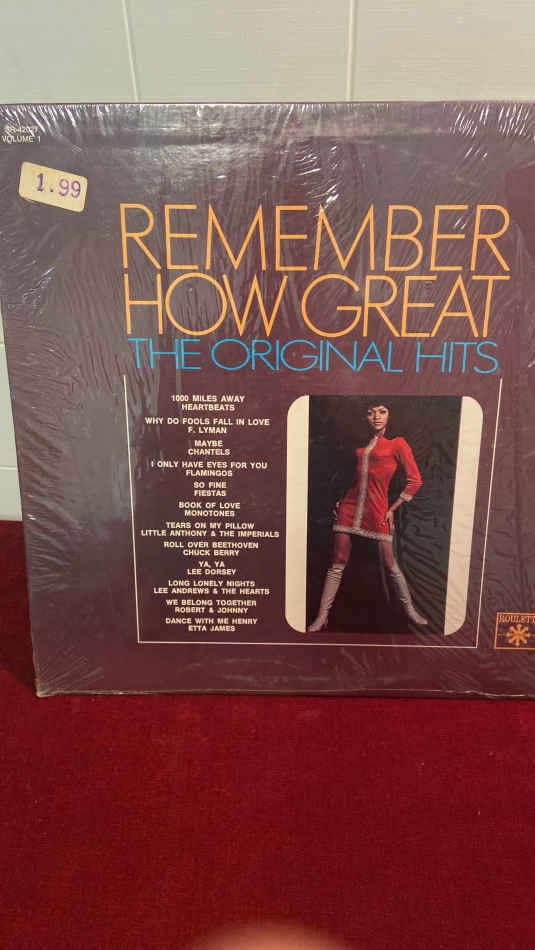 SR-42027
VOLUME 1
1.99
REMEMBER
HOW GREAT
THE ORIGINAL HITS
1000 MILES AWAY
HEARTBEATS
WHY DO FOOLS FALL IN LOVE
F. LYMAN
MAYBE
CHANTELS
I ONLY HAVE EYES FOR YOU
FLAMINGOS
SO FINE
FIESTAS
BOOK OF LOVE
MONOTONES
TEARS ON MY PILLOW
LITTLE ANTHONY & THE IMPERIALS
ROLL OVER BEETHOVEN
CHUCK BERRY
YA, YA
LEE DORSEY
LONG LONELY NIGHTS
LEE ANDREWS & THE HEARTS
WE BELONG TOGETHER
ROBERT & JOHNNY
DANCE WITH ME HENRY
ETTA JAMES
ROULETT